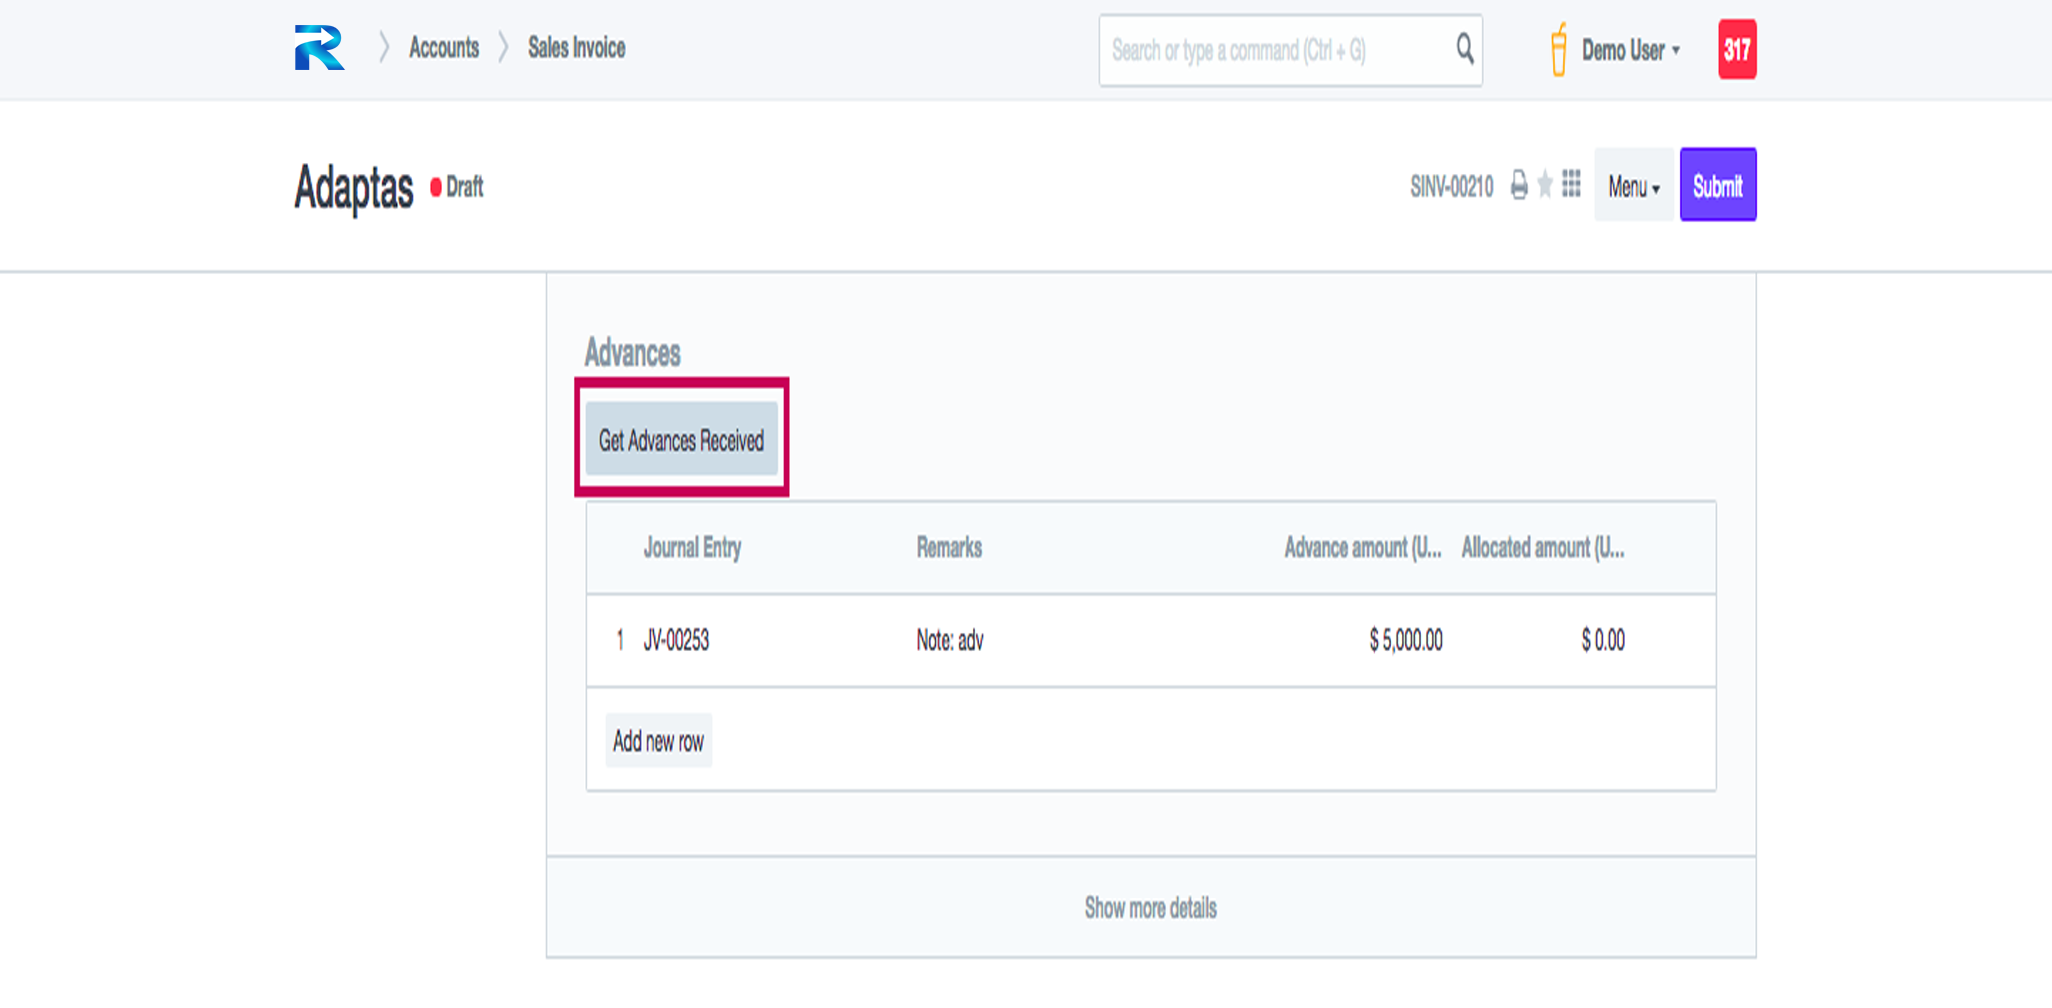 Accounts Sales Invoice Search or type a command (Ctrl + G) Demo User 317
Adaptas Draft SINV-00210 Menu Submit
Advances
Get Advances Received
Journal Entry Remarks Advance amount (U... Allocated amount (U...
1 JV-00253 Note: adv $ 5,000.00 $ 0.00
Add new row
Show more details